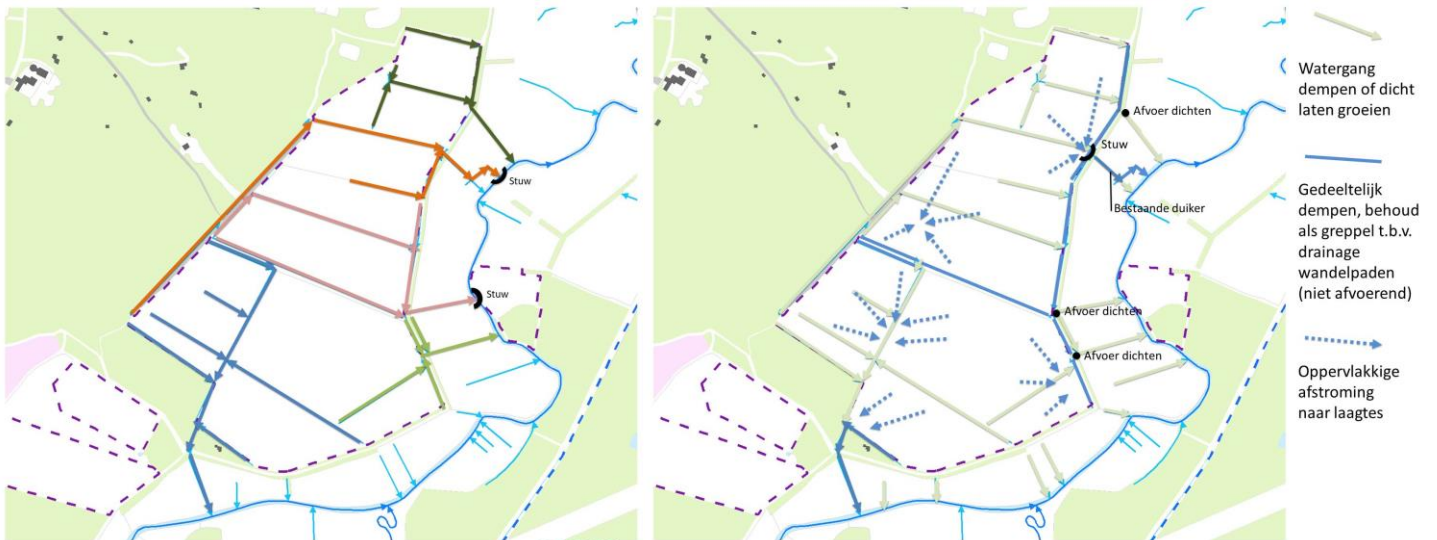 Stuw
Stuw
Afvoer dichten
Stuw
Bestaande duiker
Afvoer dichten
Afvoer dichten
Watergang
dempen of dicht
laten groeien
Gedeeltelijk
dempen, behoud
als greppel t.b.v.
drainage
wandelpaden
(niet afvoerend)
Oppervlakkige
afstroming
naar laagtes